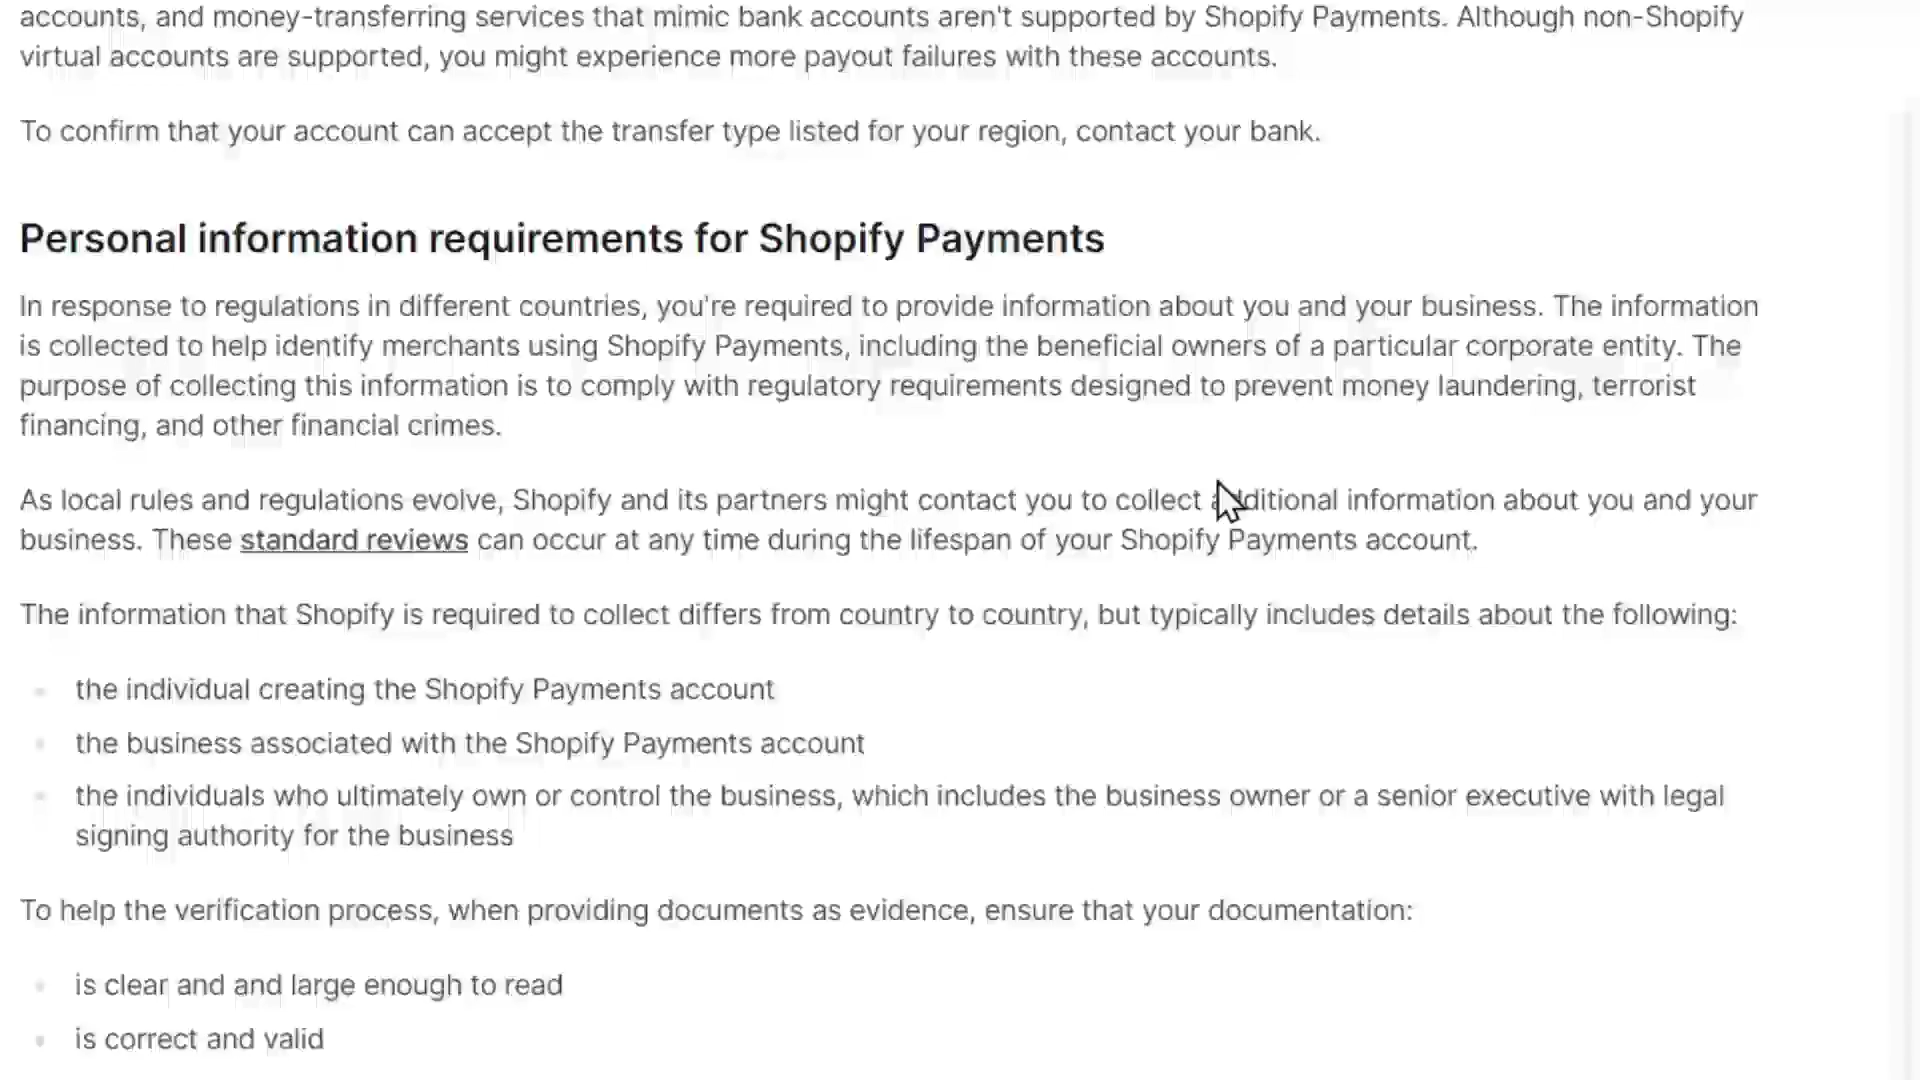 accounts, and money-transferring services that mimic bank accounts aren't supported by Shopify Payments. Although non-Shopify
virtual accounts are supported, you might experience more payout failures with these accounts.
To confirm that your account can accept the transfer type listed for your region, contact your bank.
Personal information requirements for Shopify Payments
In response to regulations in different countries, you're required to provide information about you and your business. The information
is collected to help identify merchants using Shopify Payments, including the beneficial owners of a particular corporate entity. The
purpose of collecting this information is to comply with regulatory requirements designed to prevent money laundering, terrorist
financing, and other financial crimes.
As local rules and regulations evolve, Shopify and its partners might contact you to collect additional information about you and your
business. These standard reviews can occur at any time during the lifespan of your Shopify Payments account.
The information that Shopify is required to collect differs from country to country, but typically includes details about the following:
the individual creating the Shopify Payments account
the business associated with the Shopify Payments account
the individuals who ultimately own or control the business, which includes the business owner or a senior executive with legal
signing authority for the business
To help the verification process, when providing documents as evidence, ensure that your documentation:
is clear and and large enough to read
is correct and valid